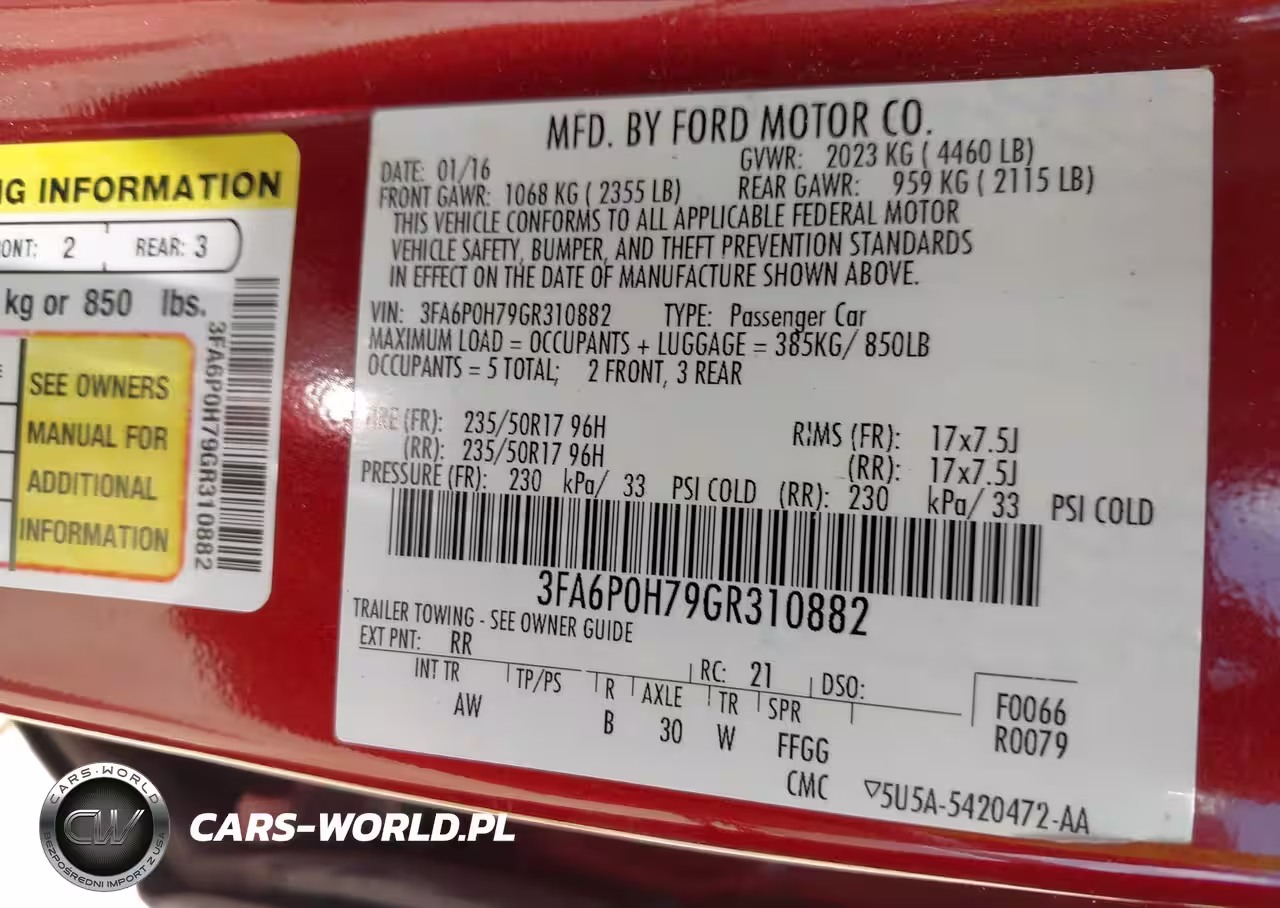 NG INFORMATION
ONT: 2 REAR: 3
kg or 850 lbs.
SEE OWNERS
MANUAL FOR
ADDITIONAL
INFORMATION
3FA6P0H79GR310882
MFD. BY FORD MOTOR CO.
DATE: 01/16 GVWR: 2023 KG ( 4460 LB)
FRONT GAWR: 1068 KG ( 2355 LB) REAR GAWR: 959 KG ( 2115 LB)
THIS VEHICLE CONFORMS TO ALL APPLICABLE FEDERAL MOTOR
VEHICLE SAFETY, BUMPER, AND THEFT PREVENTION STANDARDS
IN EFFECT ON THE DATE OF MANUFACTURE SHOWN ABOVE.
VIN: 3FA6P0H79GR310882 TYPE: Passenger Car
MAXIMUM LOAD = OCCUPANTS + LUGGAGE = 385KG/ 850LB
OCCUPANTS = 5 TOTAL; 2 FRONT, 3 REAR
TIRE (FR): 235/50R17 96H RIMS (FR): 17x7.5J
(RR): 235/50R17 96H (RR): 17x7.5J
PRESSURE (FR): 230 kPa/ 33 PSI COLD (RR): 230 kPa/ 33 PSI COLD
3FA6P0H79GR310882
TRAILER TOWING - SEE OWNER GUIDE
EXT PNT: RR RC: 21 DSO:
INT TR TP/PS R AXLE TR SPR F0066
AW B 30 W FFGG R0079
CMC ▽5U5A-5420472-AA
CARS-WORLD
CW
BEZPOŚREDNI IMPORT Z USA
CARS-WORLD.PL